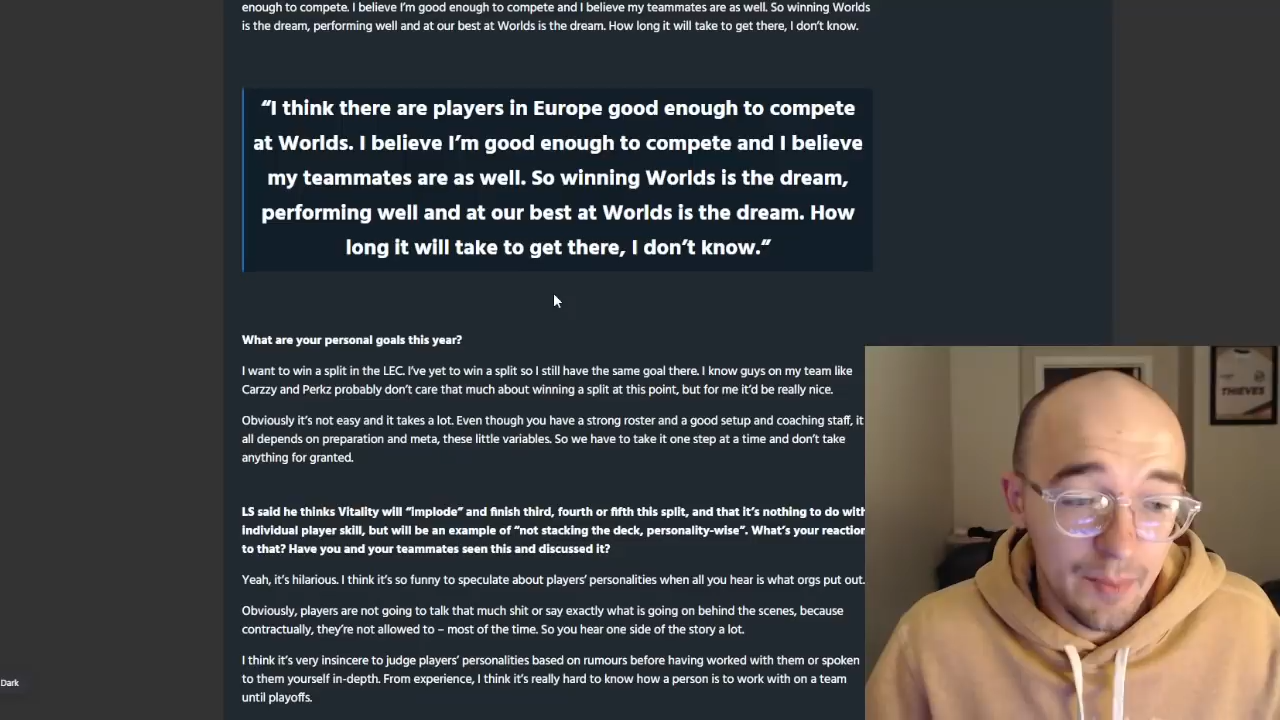 enough to compete. I believe I'm good enough to compete and I believe my teammates are as well. So winning Worlds
is the dream, performing well and at our best at Worlds is the dream. How long it will take to get there, I don't know.
“I think there are players in Europe good enough to compete
at Worlds. I believe I'm good enough to compete and I believe
my teammates are as well. So winning Worlds is the dream,
performing well and at our best at Worlds is the dream. How
long it will take to get there, I don't know.”
What are your personal goals this year?
I want to win a split in the LEC. I've yet to win a split so I still have the same goal there. I know guys on my team like
Carzzy and Perkz probably don't care that much about winning a split at this point, but for me it'd be really nice.
Obviously it's not easy and it takes a lot. Even though you have a strong roster and a good setup and coaching staff, it
all depends on preparation and meta, these little variables. So we have to take it one step at a time and don't take
anything for granted.
LS said he thinks Vitality will “implode” and finish third, fourth or fifth this split, and that it's nothing to do with
individual player skill, but will be an example of “not stacking the deck, personality-wise”. What's your reaction
to that? Have you and your teammates seen this and discussed it?
Yeah, it's hilarious. I think it's so funny to speculate about players' personalities when all you hear is what orgs put out.
Obviously, players are not going to talk that much shit or say exactly what is going on behind the scenes, because
contractually, they're not allowed to – most of the time. So you hear one side of the story a lot.
I think it's very insincere to judge players' personalities based on rumours before having worked with them or spoken
to them yourself in-depth. From experience, I think it's really hard to know how a person is to work with on a team
until playoffs.
THIEVES
Dark